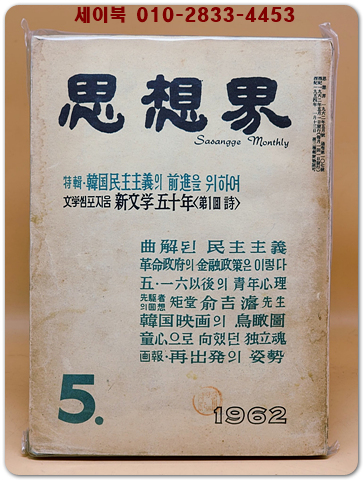 세이북 010-2833-4453
思想界
Sasangge Monthly
特輯·韓国民主主義의 前進을 위하여
文学씸포지움 新文学五十年〈第1回 詩〉
曲解된 民主主義
革命政府의 金融政策은 이렇다
五·一六以後의 青年心理
先駆者의 回想 矩堂 俞吉濬 先生
韓国映画의 鳥瞰圖
童心으로 向했던 独立魂
画報·再出発의 姿勢
5. 1962